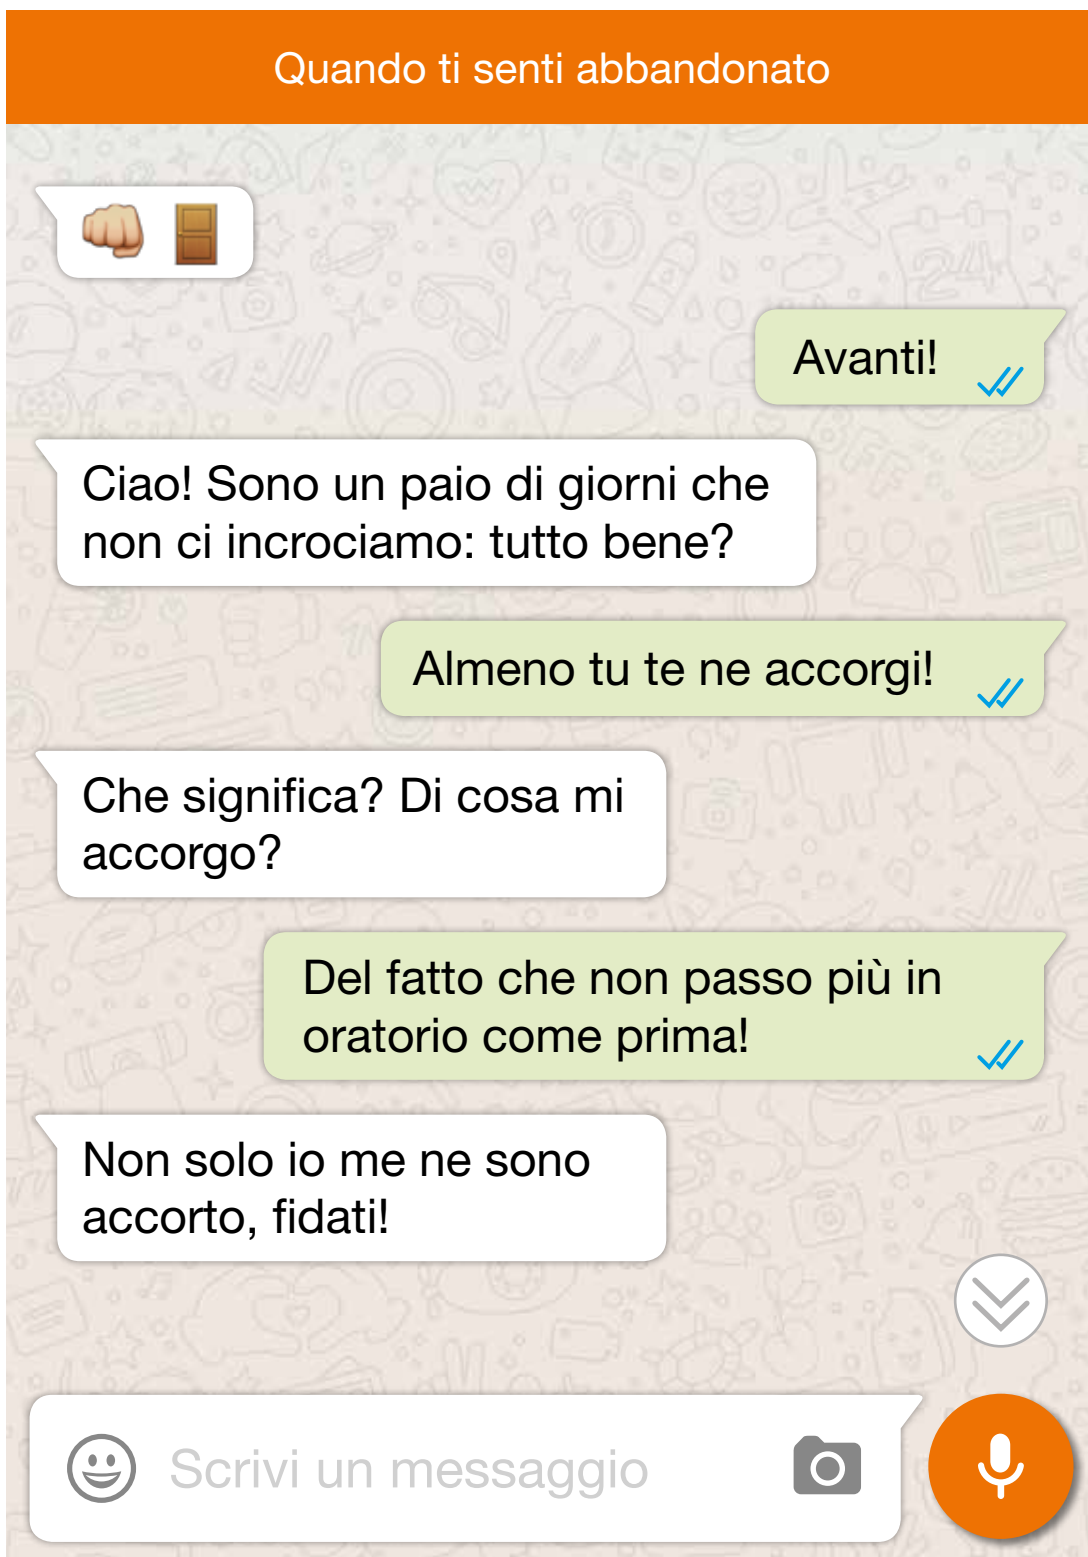 Quando ti senti abbandonato
👊🏼 🚪
Avanti!
Ciao! Sono un paio di giorni che
non ci incrociamo: tutto bene?
Almeno tu te ne accorgi!
Che significa? Di cosa mi
accorgo?
Del fatto che non passo più in
oratorio come prima!
Non solo io me ne sono
accorto, fidati!
Scrivi un messaggio